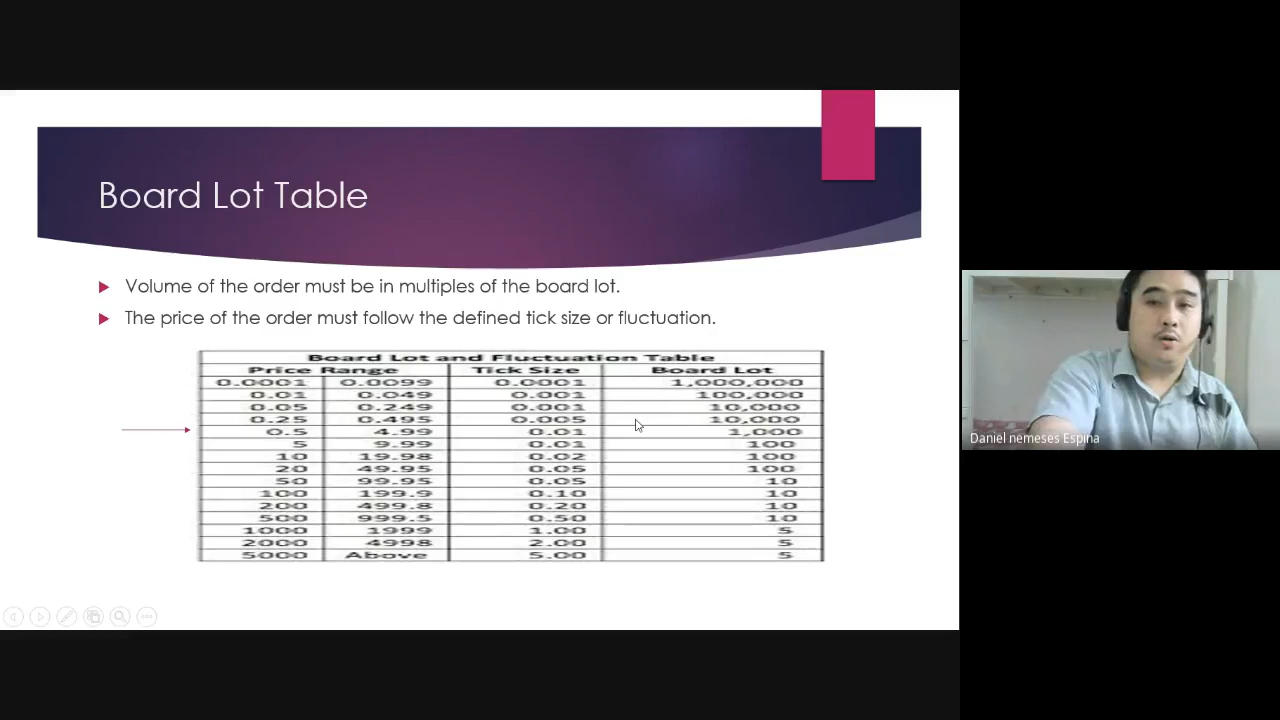 Board Lot Table
Volume of the order must be in multiples of the board lot.
The price of the order must follow the defined tick size or fluctuation.
Board Lot and Fluctuation Table
Price Range Tick Size Board Lot
0.0001 0.0099 0.0001 1,000,000
0.01 0.049 0.001 100,000
0.05 0.249 0.001 10,000
0.25 0.495 0.005 10,000
0.5 4.99 0.01 1,000
5 9.99 0.01 100
10 19.98 0.02 100
20 49.95 0.05 100
50 99.95 0.05 10
100 199.9 0.10 10
200 499.8 0.20 10
500 999.5 0.50 10
1000 1999 1.00 5
2000 4998 2.00 5
5000 Above 5.00 5
Daniel nemeses Espina